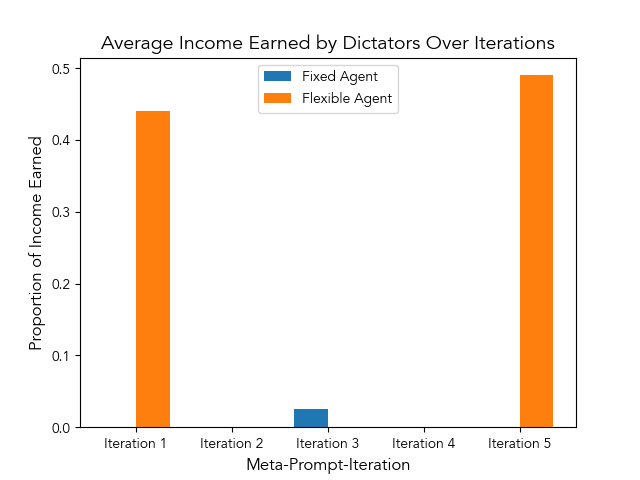 Average Income Earned by Dictators Over Iterations
Fixed Agent
Flexible Agent
Proportion of Income Earned
0.5
0.4
0.3
0.2
0.1
0.0
Iteration 1 Iteration 2 Iteration 3 Iteration 4 Iteration 5
Meta-Prompt-Iteration